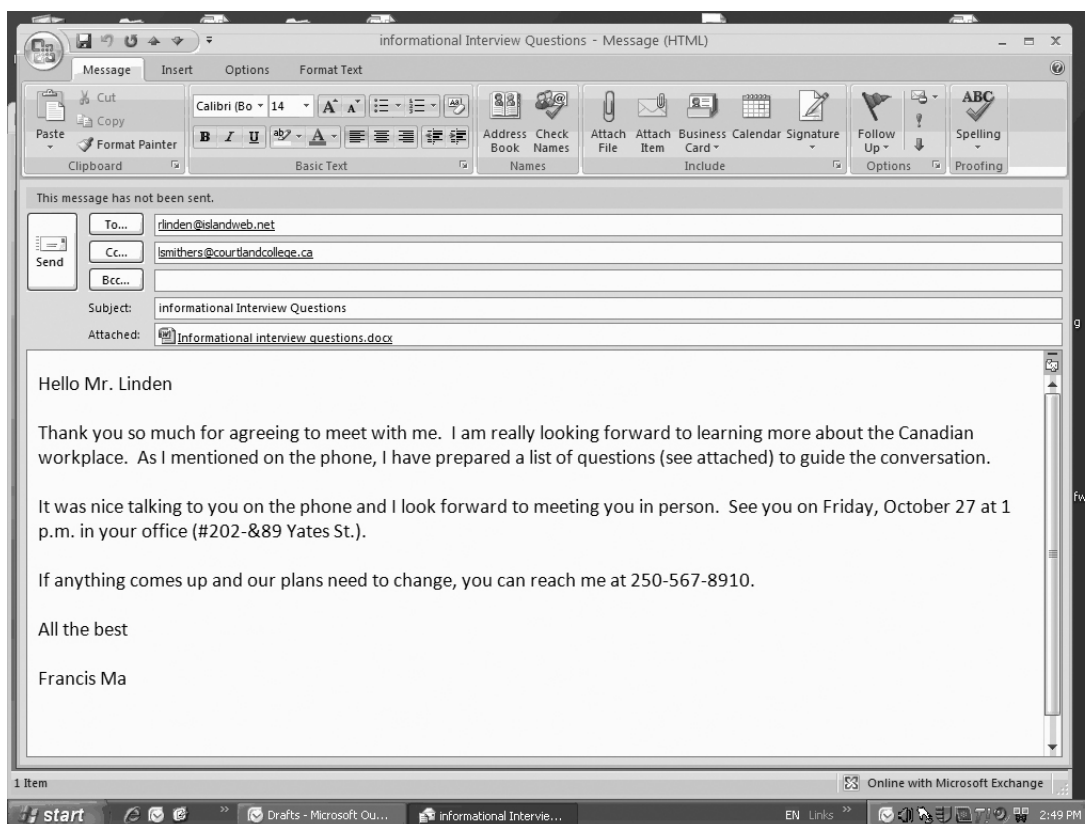 informational Interview Questions - Message (HTML)
Message Insert Options Format Text
Paste
Cut
Copy
Format Painter
Clipboard
Calibri (Bo 14
B I U
Basic Text
Address Book
Check Names
Names
Attach File
Attach Item
Business Card
Calendar
Signature
Include
Follow Up
Options
ABC
Spelling
Proofing
This message has not been sent.
Send
To... rlinden@islandweb.net
Cc... lsmithers@courtlandcollege.ca
Bcc...
Subject: informational Interview Questions
Attached: Informational interview questions.docx
Hello Mr. Linden
Thank you so much for agreeing to meet with me. I am really looking forward to learning more about the Canadian
workplace. As I mentioned on the phone, I have prepared a list of questions (see attached) to guide the conversation.
It was nice talking to you on the phone and I look forward to meeting you in person. See you on Friday, October 27 at 1
p.m. in your office (#202-&89 Yates St.).
If anything comes up and our plans need to change, you can reach me at 250-567-8910.
All the best
Francis Ma
1 Item
Online with Microsoft Exchange
start
Drafts - Microsoft Ou...
informational Intervie...
EN Links
2:49 PM
g
fw